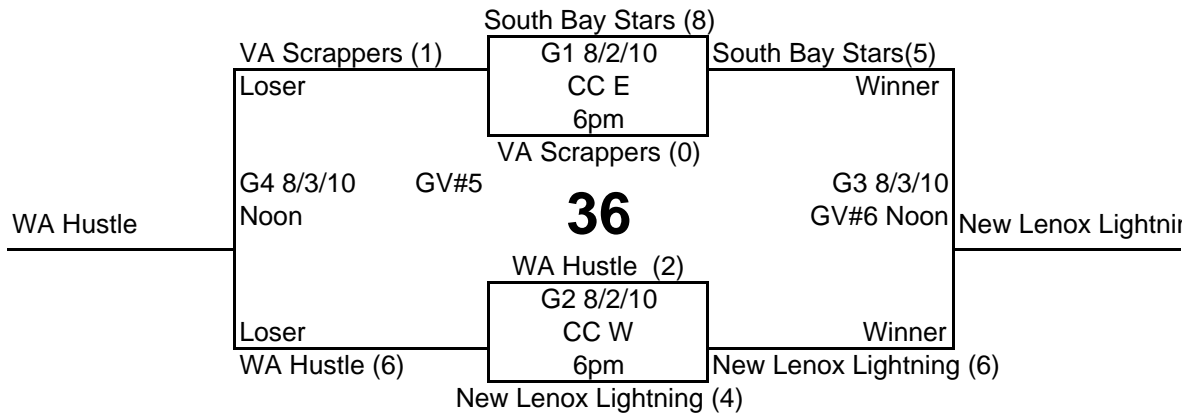 South Bay Stars (8)
VA Scrappers (1)
G1 8/2/10
South Bay Stars(5)
Loser
CC E
Winner
6pm
VA Scrappers (0)
G4 8/3/10 GV#5
G3 8/3/10
Noon
36
GV#6 Noon
WA Hustle
New Lenox
WA Hustle (2)
G2 8/2/10
Loser
CC W
Winner
WA Hustle (6)
6pm
New Lenox Lightning (6)
New Lenox Lightning (4)